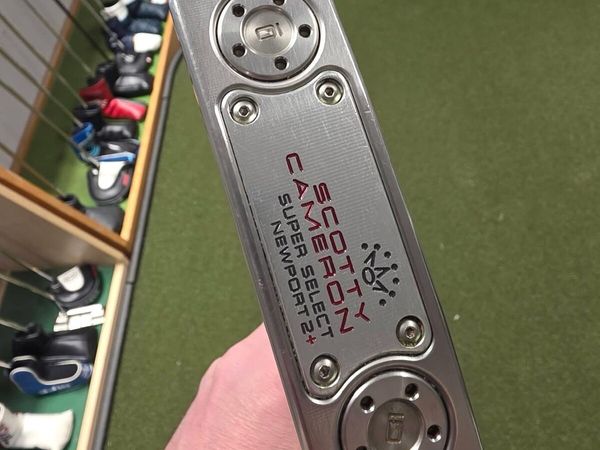 SCOTTY
CAMERON
SUPER SELECT
NEWPORT 2+